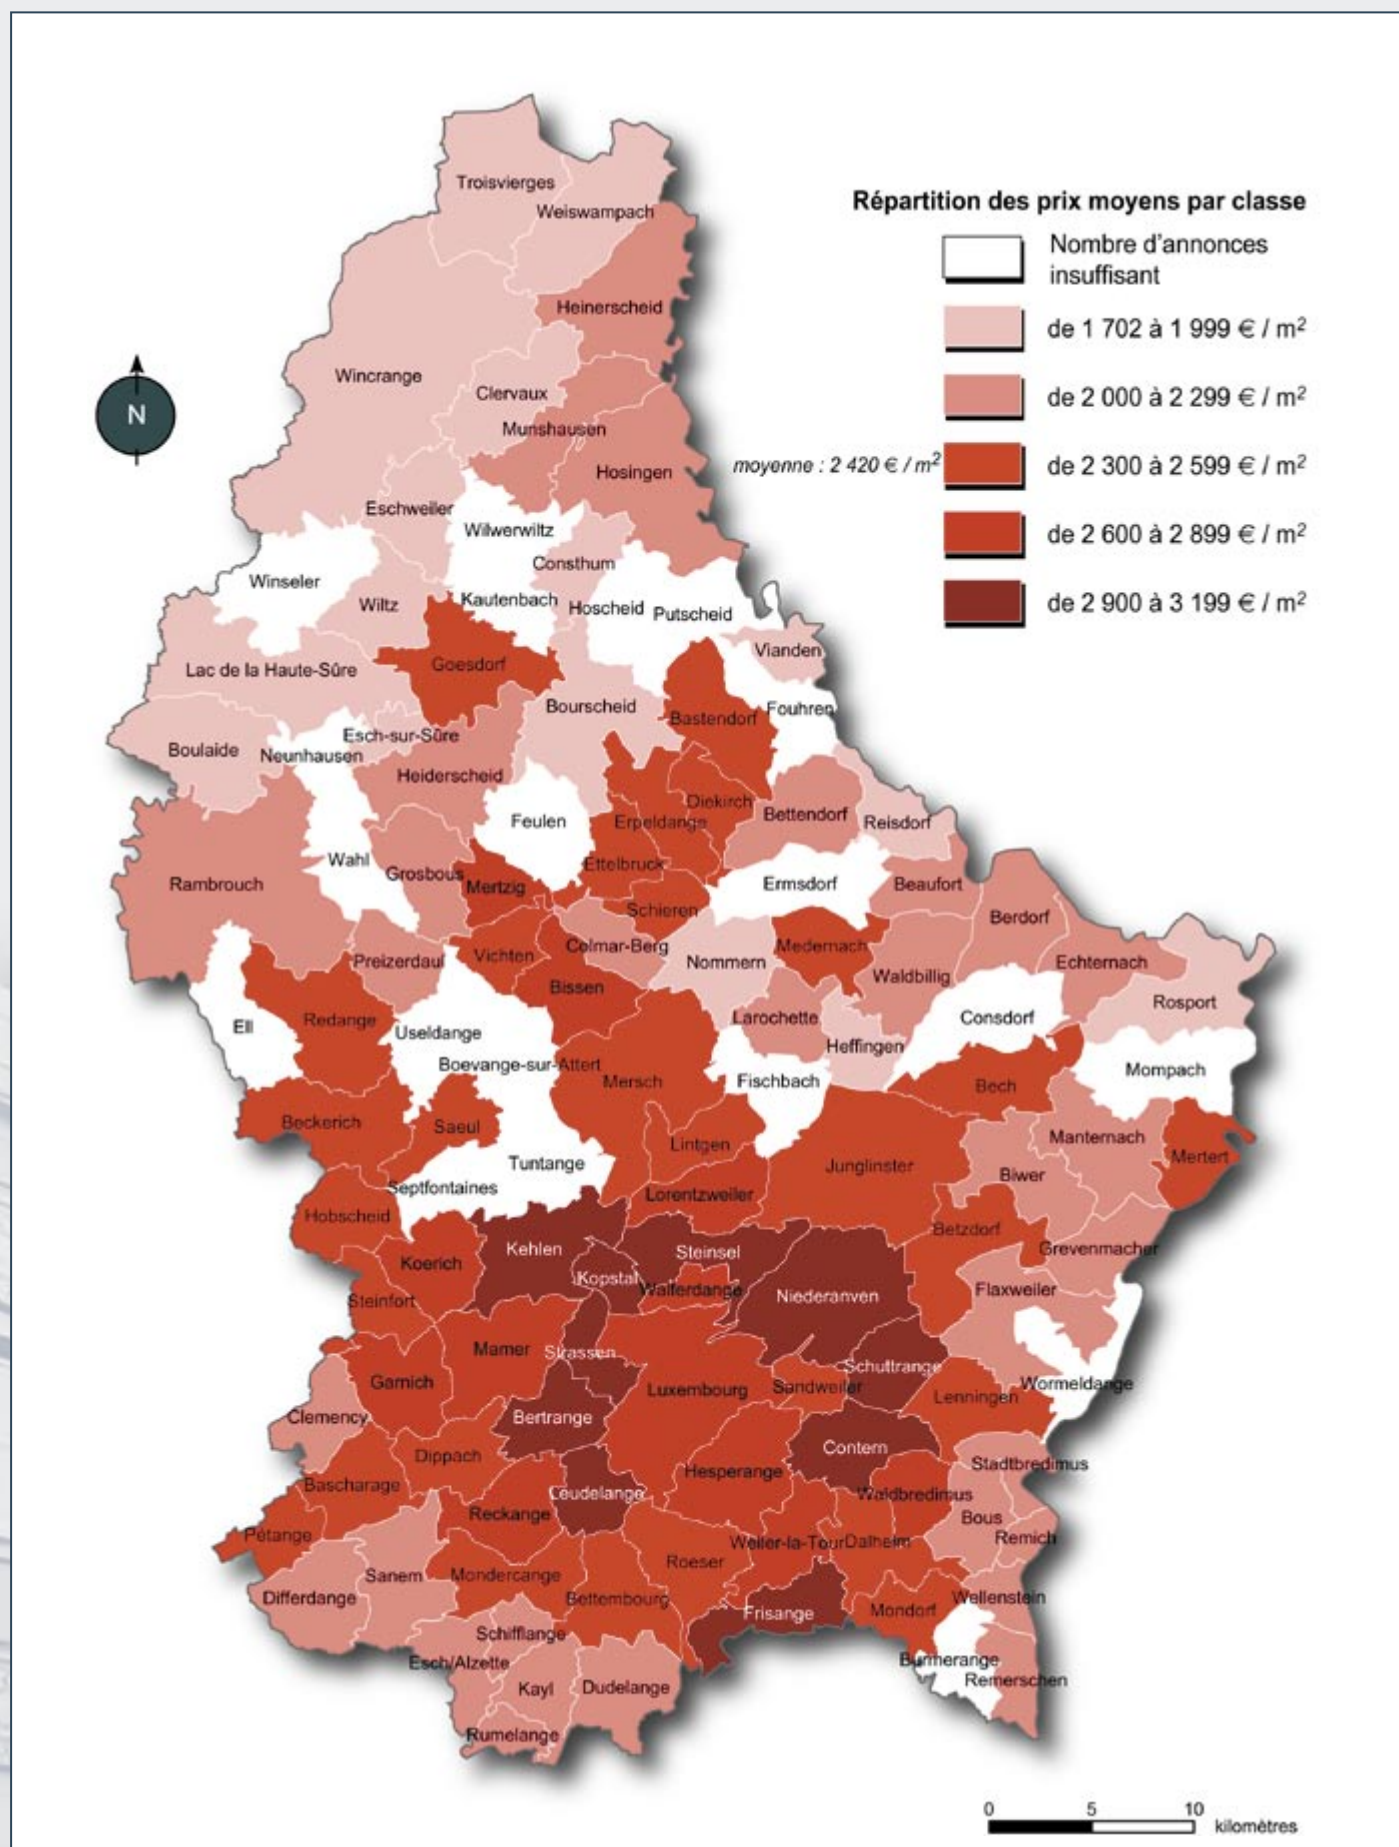 Répartition des prix moyens par classe
Nombre d'annonces
insuffisant
de 1 702 à 1 999 € / m²
de 2 000 à 2 299 € / m²
moyenne : 2 420 € / m²
de 2 300 à 2 599 € / m²
de 2 600 à 2 899 € / m²
de 2 900 à 3 199 € / m²
N
Troisvierges
Weiswampach
Heinerscheid
Wincrange
Clervaux
Munshausen
Hosingen
Eschweiler
Wilwerwiltz
Consthum
Winseler
Wiltz
Kautenbach
Hoscheid
Putscheid
Vianden
Lac de la Haute-Sûre
Goesdorf
Bourscheid
Bastendorf
Fouhren
Boulaide
Neunhausen
Esch-sur-Sûre
Heiderscheid
Diekirch
Feulen
Erpeldange
Bettendorf
Reisdorf
Wahl
Ettelbruck
Rambrouch
Grosbous
Mertzig
Ermsdorf
Beaufort
Schieren
Berdorf
Vichten
Colmar-Berg
Medernach
Preizerdaul
Nommern
Waldbillig
Echternach
Bissen
Rosport
Redange
Ell
Useldange
Larochette
Consdorf
Heffingen
Boevange-sur-Attert
Mersch
Fischbach
Mompach
Bech
Beckerich
Saeul
Lintgen
Manternach
Tuntange
Junglinster
Mertert
Septfontaines
Lorentzweiler
Biwer
Hobscheid
Betzdorf
Kehlen
Steinsel
Grevenmacher
Koerich
Kopstal
Walferdange
Niederanven
Flaxweiler
Steinfort
Mamer
Strassen
Schuttrange
Garnich
Luxembourg
Sandweiler
Lenningen
Wormeldange
Clemency
Bertrange
Contern
Dippach
Stadtbredimus
Bascharage
Hesperange
Leudelange
Waldbredimus
Reckange
Bous
Pétange
Weiler-la-Tour
Dalheim
Remich
Roeser
Sanem
Mondercange
Differdange
Bettembourg
Wellenstein
Frisange
Mondorf
Schifflange
Esch/Alzette
Burmerange
Remerschen
Kayl
Dudelange
Rumelange
0 5 10
kilomètres